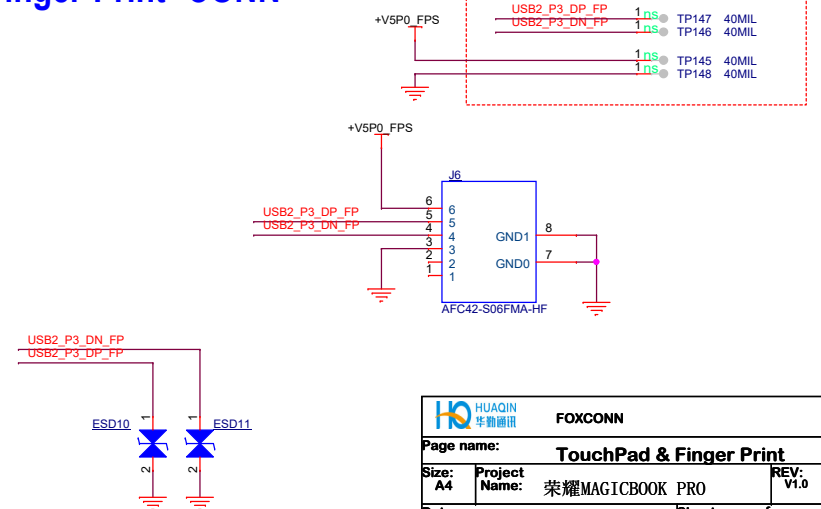 Finger Print CONN
+V5P0_FPS
USB2_P3_DP_FP 1 ns TP147 40MIL
USB2_P3_DN_FP 1 ns TP146 40MIL
1 ns TP145 40MIL
1 ns TP148 40MIL
+V5P0_FPS
J6
6 6
USB2_P3_DP_FP 5 5
USB2_P3_DN_FP 4 4 GND1 8
3 3
2 2 GND0 7
1 1
AFC42-S06FMA-HF
USB2_P3_DN_FP
USB2_P3_DP_FP
1 1
ESD10 ESD11
2 2
HQ HUAQIN 华勤通讯 FOXCONN
Page name: TouchPad & Finger Print
Size: A4 Project Name: 荣耀MAGICBOOK PRO REV: V1.0